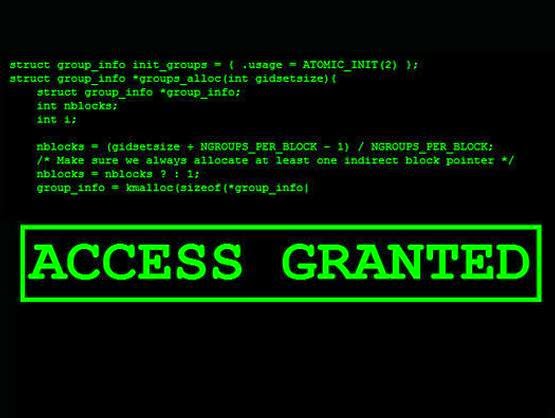 struct group_info init_groups = { .usage = ATOMIC_INIT(2) };
struct group_info *groups_alloc(int gidsetsize){
    struct group_info *group_info;
    int nblocks;
    int i;

    nblocks = (gidsetsize + NGROUPS_PER_BLOCK - 1) / NGROUPS_PER_BLOCK;
    /* Make sure we always allocate at least one indirect block pointer */
    nblocks = nblocks ? : 1;
    group_info = kmalloc(sizeof(*group_info|
ACCESS GRANTED